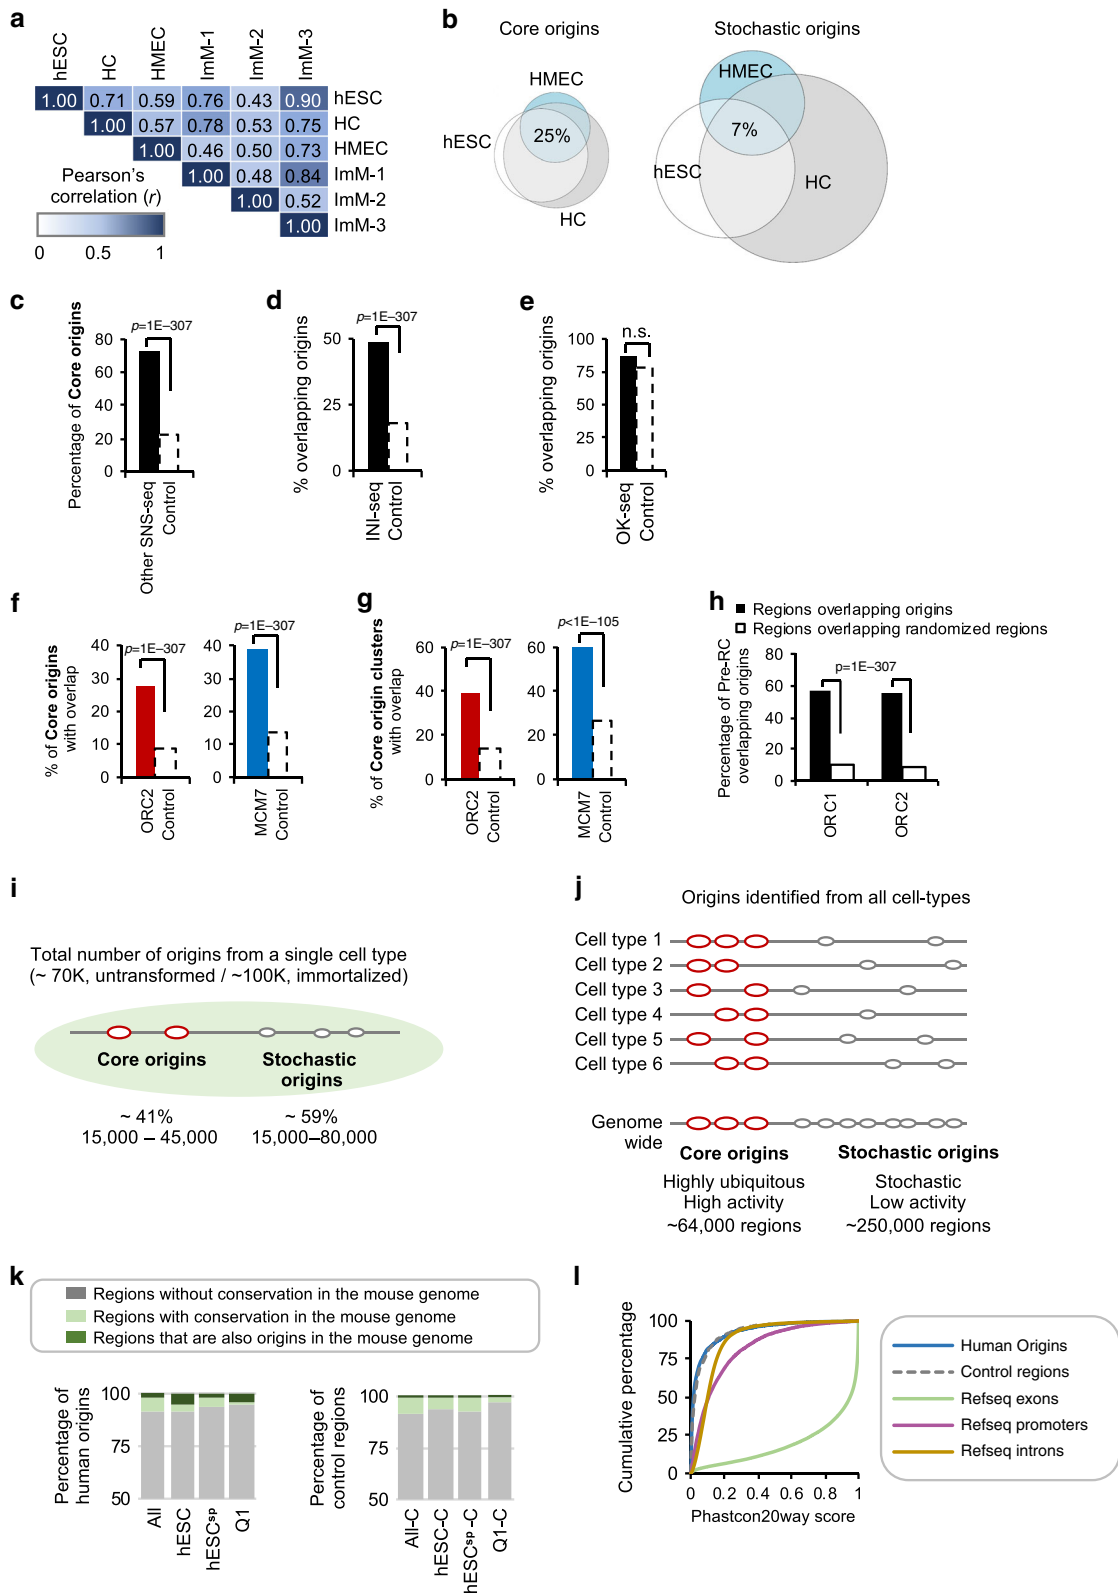 a
hESC
HC
HMEC
ImM-1
ImM-2
ImM-3
1.00 0.71 0.59 0.76 0.43 0.90 hESC
1.00 0.57 0.78 0.53 0.75 HC
1.00 0.46 0.50 0.73 HMEC
1.00 0.48 0.84 ImM-1
1.00 0.52 ImM-2
1.00 ImM-3
Pearson's
correlation (r)
0 0.5 1
b
Core origins
HMEC
hESC
25%
HC
Stochastic origins
HMEC
7%
hESC
HC
c
p=1E–307
Percentage of Core origins
80
60
40
20
0
Other SNS-seq
Control
d
p=1E–307
% overlapping origins
50
25
0
INI-seq
Control
e
n.s.
% overlapping origins
100
75
50
25
0
OK-seq
Control
f
% of Core origins
with overlap
p=1E–307
40
30
20
10
0
ORC2
Control
p=1E–307
40
30
20
10
0
MCM7
Control
g
% of Core origin clusters
with overlap
p=1E–307
60
40
20
0
ORC2
Control
p<1E–105
60
40
20
0
MCM7
Control
h
Regions overlapping origins
Regions overlapping randomized regions
Percentage of Pre-RC
overlapping origins
p=1E–307
80
60
40
20
0
ORC1
ORC2
i
Total number of origins from a single cell type
(~ 70K, untransformed / ~100K, immortalized)
Core origins
Stochastic
origins
~ 41%
15,000 – 45,000
~ 59%
15,000–80,000
j
Origins identified from all cell-types
Cell type 1
Cell type 2
Cell type 3
Cell type 4
Cell type 5
Cell type 6
Genome
wide
Core origins
Highly ubiquitous
High activity
~64,000 regions
Stochastic origins
Stochastic
Low activity
~250,000 regions
k
Regions without conservation in the mouse genome
Regions with conservation in the mouse genome
Regions that are also origins in the mouse genome
Percentage of
human origins
100
75
50
All
hESC
hESCsp
Q1
Percentage of
control regions
100
75
50
All-C
hESC-C
hESCsp-C
Q1-C
l
Cumulative percentage
100
75
50
25
0
0 0.2 0.4 0.6 0.8 1
Phastcon20way score
Human Origins
Control regions
Refseq exons
Refseq promoters
Refseq introns